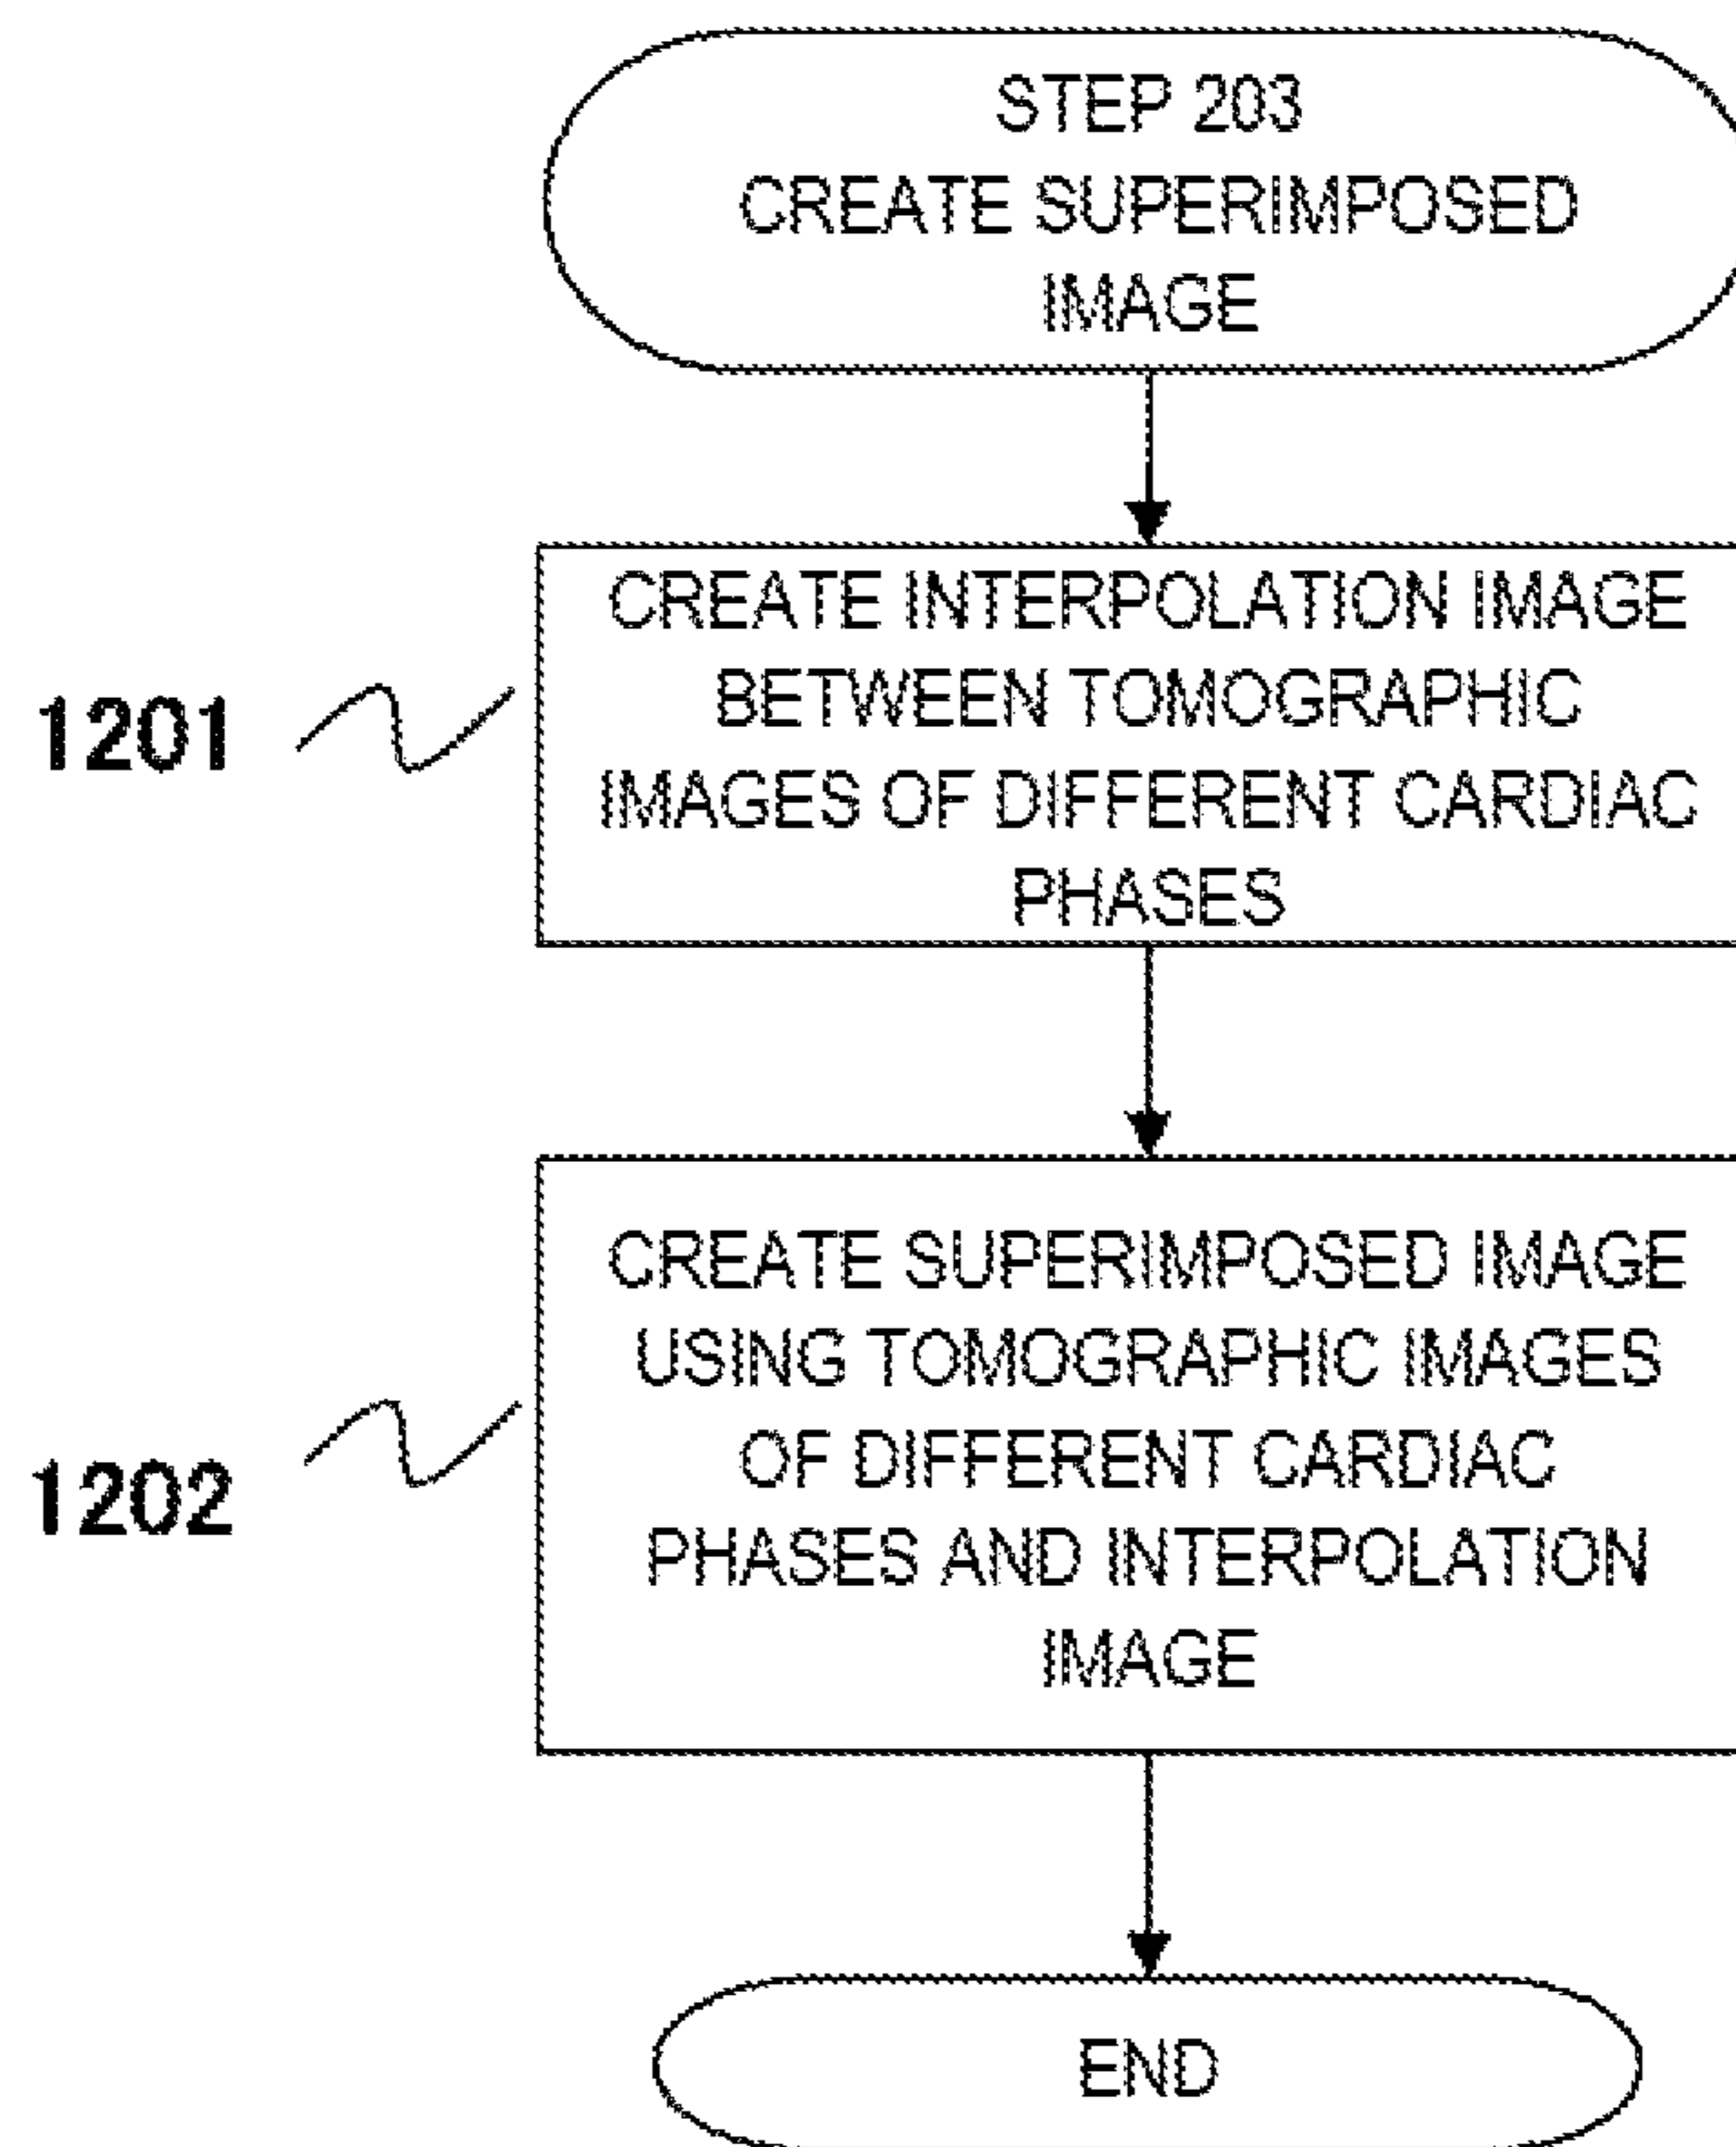 STEP 203
CREATE SUPERIMPOSED
IMAGE
CREATE INTERPOLATION IMAGE
BETWEEN TOMOGRAPHIC
1201
IMAGES OF DIFFERENT CARDIAC
PHASES
CREATE SUPERIMPOSED IMAGE
USING TOMOGRAPHIC IMAGES
OF DIFFERENT CARDIAC
1202
PHASES AND INTERPOLATION
IMAGE
END